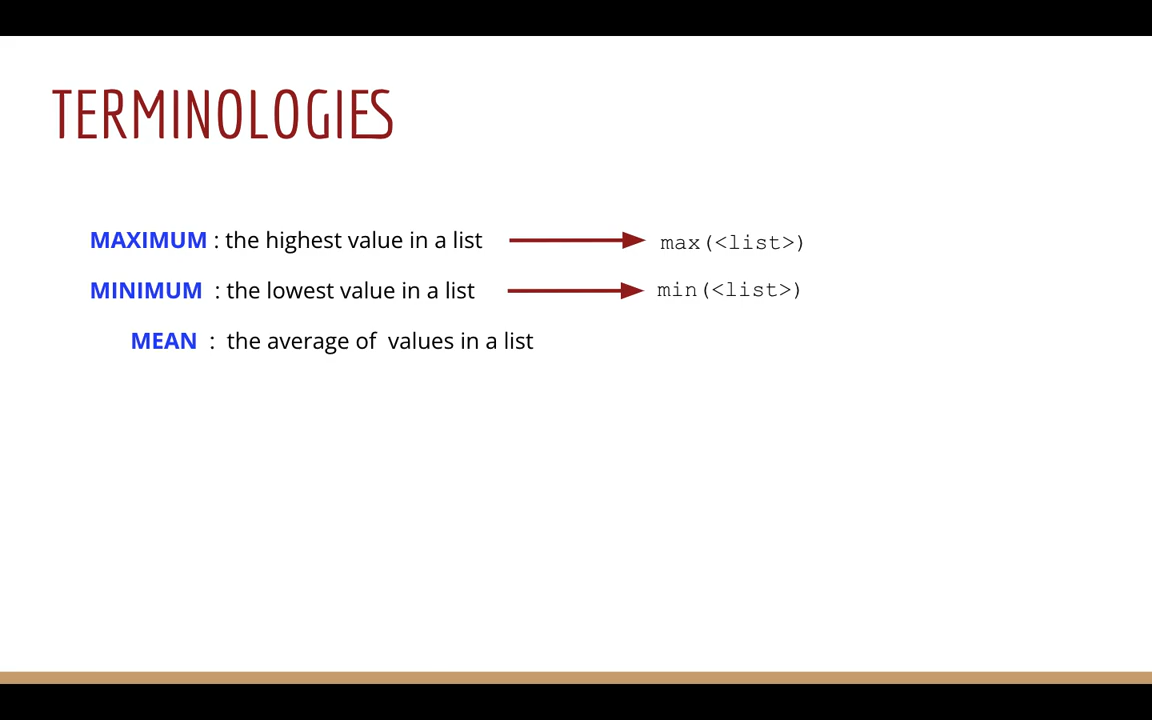 TERMINOLOGIES
MAXIMUM : the highest value in a list max(<list>)
MINIMUM : the lowest value in a list min(<list>)
MEAN : the average of values in a list